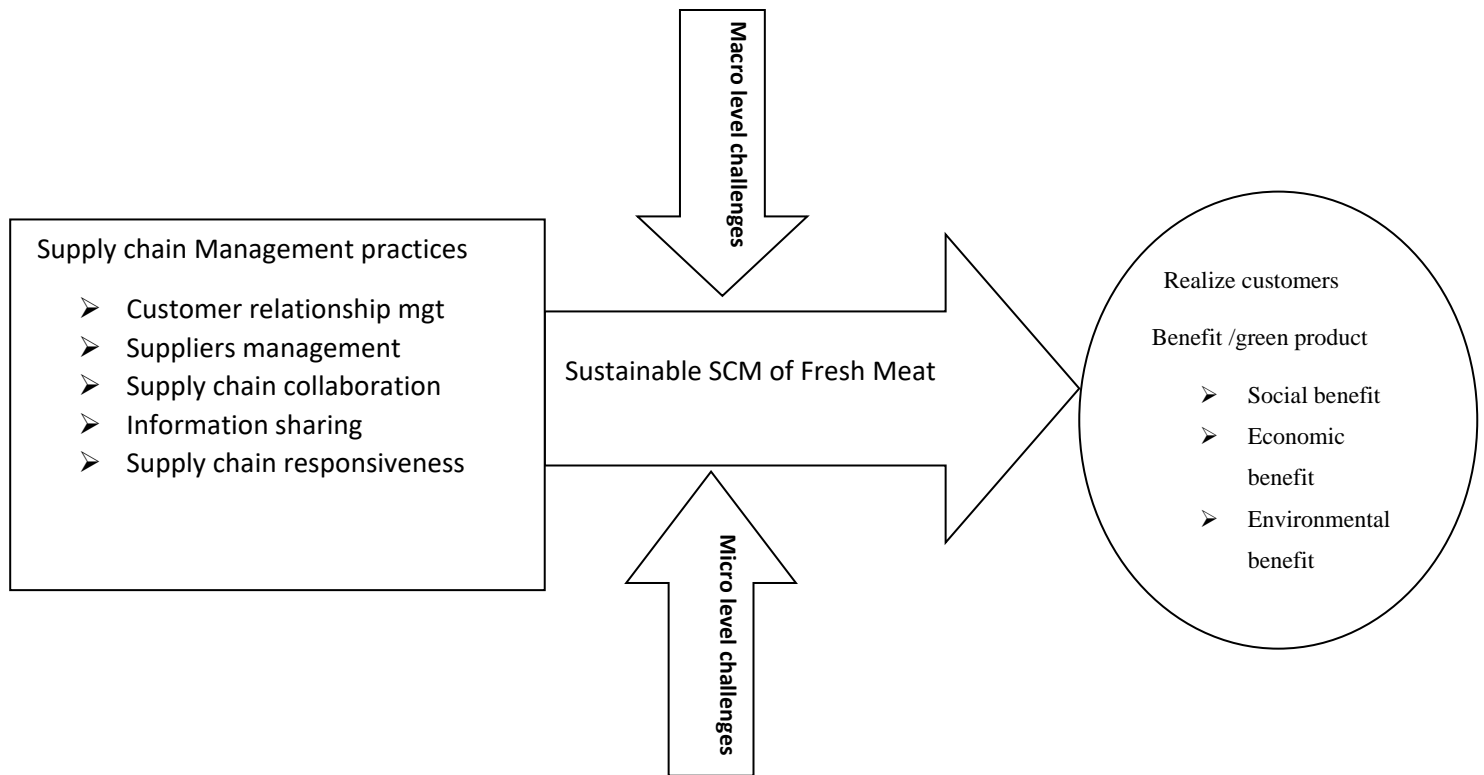 Macro level challenges
Supply chain Management practices
➢ Customer relationship mgt
➢ Suppliers management
➢ Supply chain collaboration
➢ Information sharing
➢ Supply chain responsiveness
Sustainable SCM of Fresh Meat
Micro level challenges
Realize customers
Benefit /green product
➢ Social benefit
➢ Economic
benefit
➢ Environmental
benefit